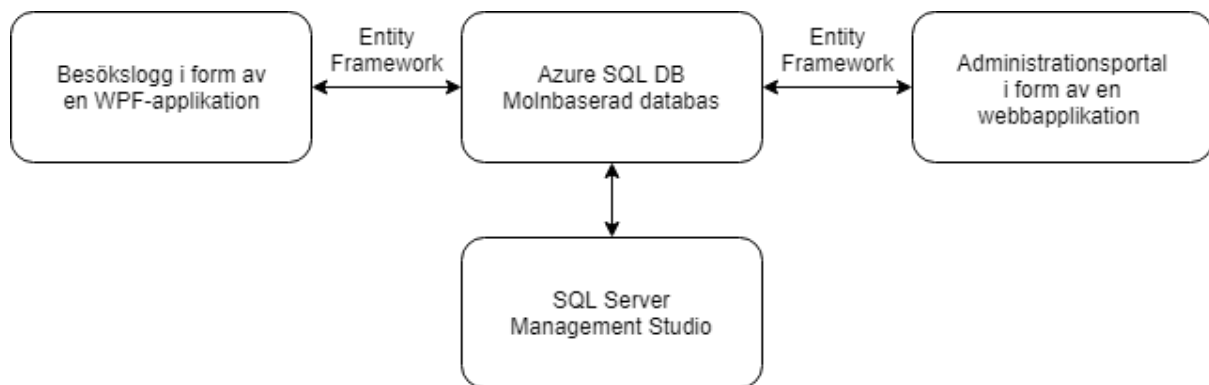 Besökslogg i form av
en WPF-applikation
Entity
Framework
Azure SQL DB
Molnbaserad databas
Entity
Framework
Administrationsportal
i form av en
webbapplikation
SQL Server
Management Studio